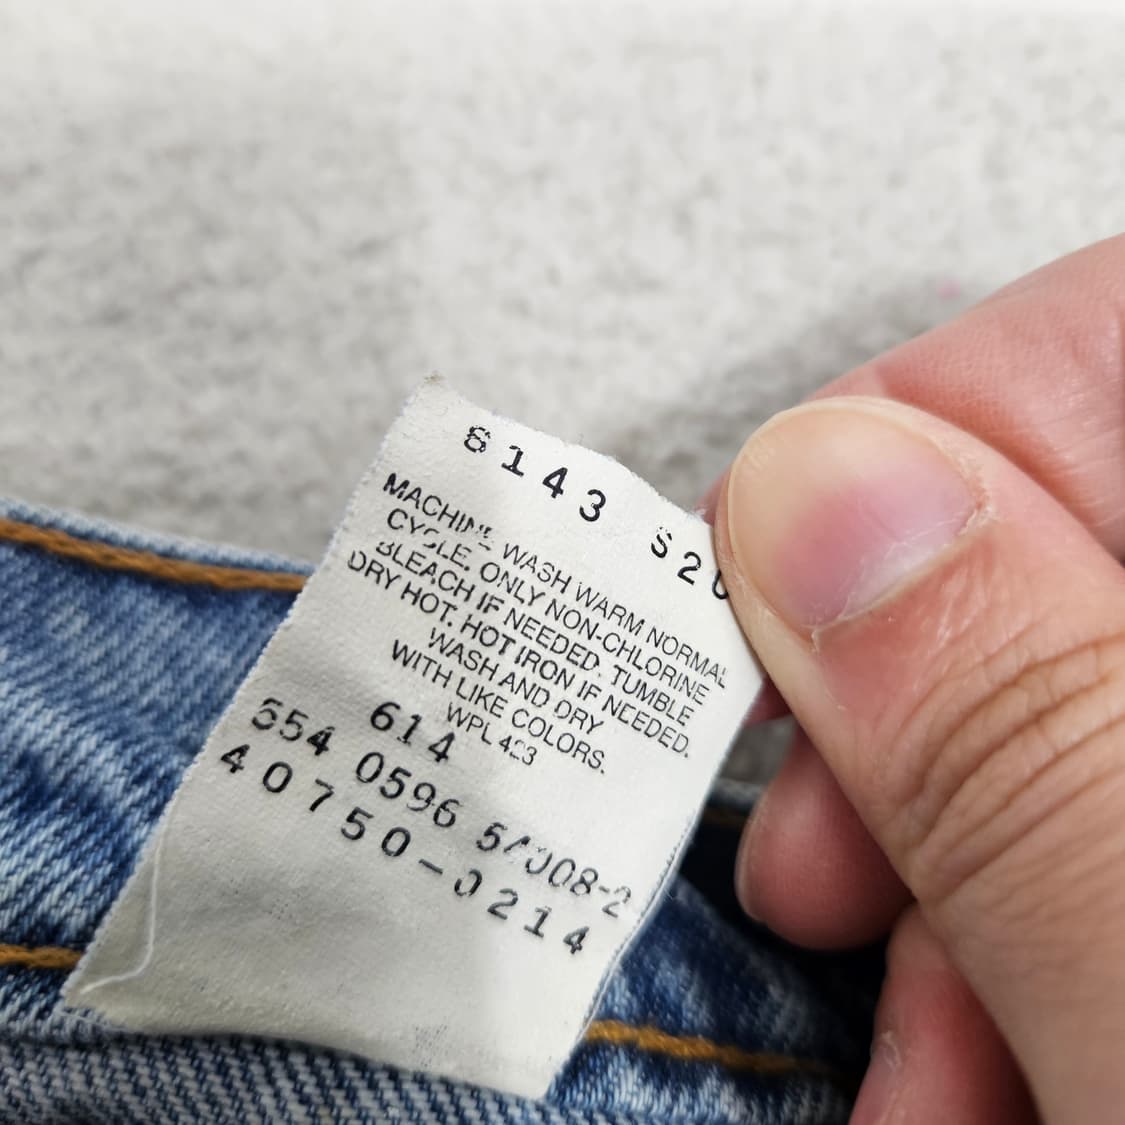 6143 S20
MACHINE WASH WARM NORMAL
CYCLE. ONLY NON-CHLORINE
BLEACH IF NEEDED. TUMBLE
DRY HOT. HOT IRON IF NEEDED.
WASH AND DRY
WITH LIKE COLORS.
WPL 423
614
554 0596
40750-0214